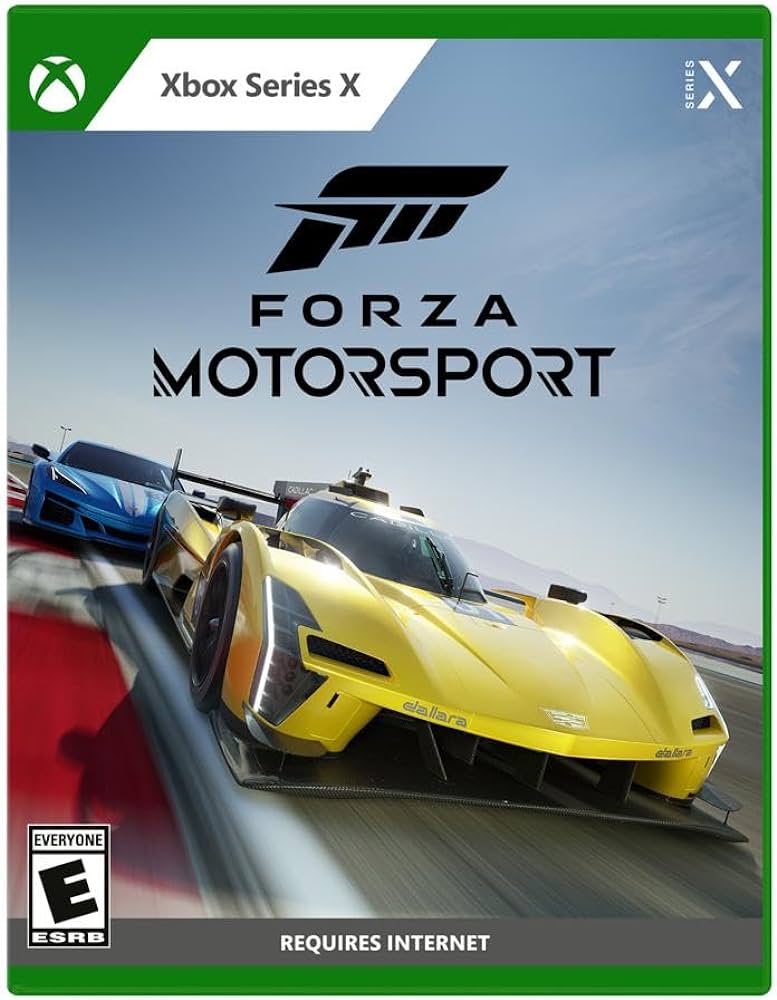 Xbox Series X
SERIES X
FORZA
MOTORSPORT
CADILLAC
dallara
dallara
EVERYONE
E
ESRB
REQUIRES INTERNET